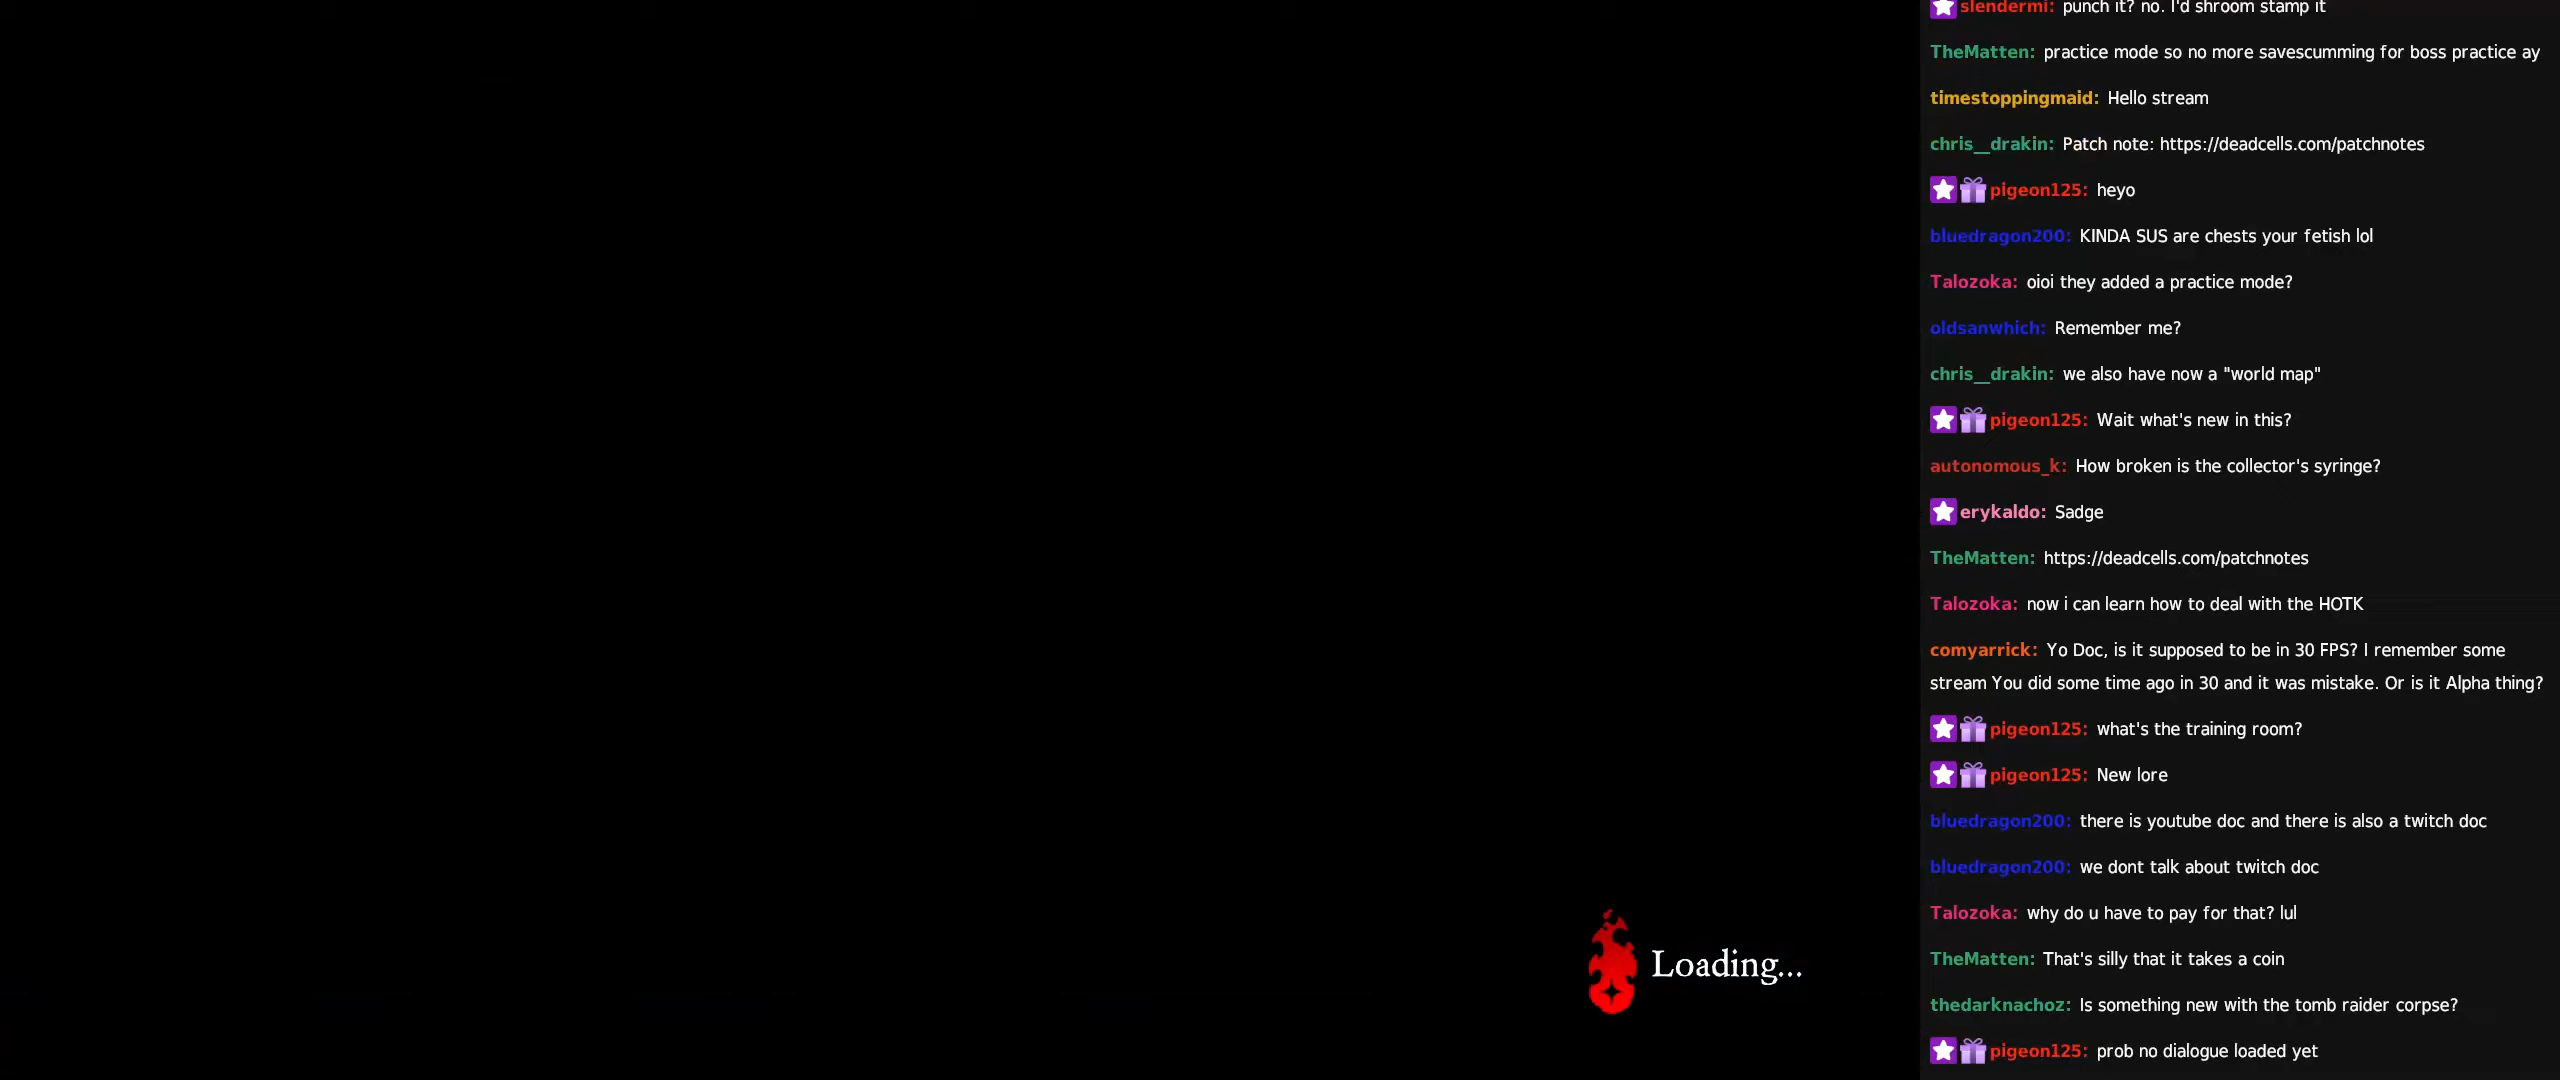 slendermi: punch it? no. I'd shroom stamp it
TheMatten: practice mode so no more savescumming for boss practice ay
timestoppingmaid: Hello stream
chris__drakin: Patch note: https://deadcells.com/patchnotes
pigeon125: heyo
bluedragon200: KINDA SUS are chests your fetish lol
Talozoka: oioi they added a practice mode?
oldsanwhich: Remember me?
chris__drakin: we also have now a "world map"
pigeon125: Wait what's new in this?
autonomous_k: How broken is the collector's syringe?
erykaldo: Sadge
TheMatten: https://deadcells.com/patchnotes
Talozoka: now i can learn how to deal with the HOTK
comyarrick: Yo Doc, is it supposed to be in 30 FPS? I remember some
stream You did some time ago in 30 and it was mistake. Or is it Alpha thing?
pigeon125: what's the training room?
pigeon125: New lore
bluedragon200: there is youtube doc and there is also a twitch doc
bluedragon200: we dont talk about twitch doc
Talozoka: why do u have to pay for that? lul
TheMatten: That's silly that it takes a coin
thedarknachoz: Is something new with the tomb raider corpse?
pigeon125: prob no dialogue loaded yet
Loading...